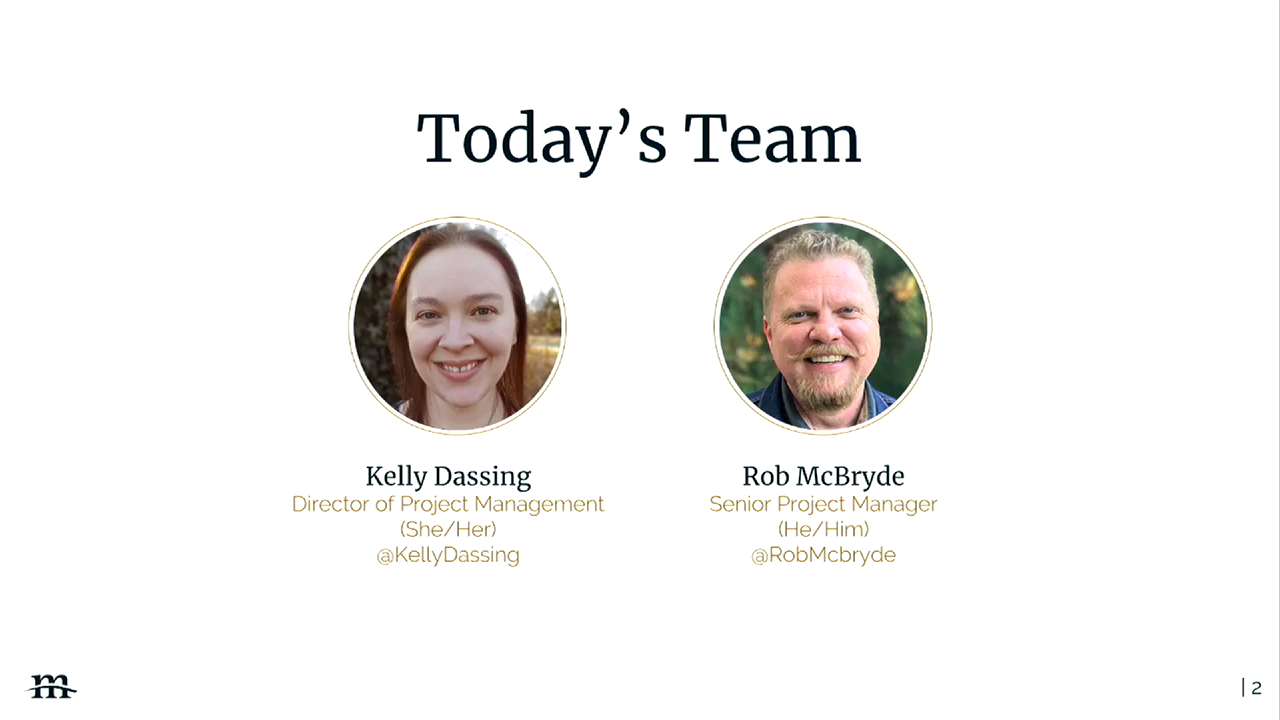 Today’s Team
Kelly Dassing
Director of Project Management
(She/Her)
@KellyDassing
Rob McBryde
Senior Project Manager
(He/Him)
@RobMcbryde
m
| 2